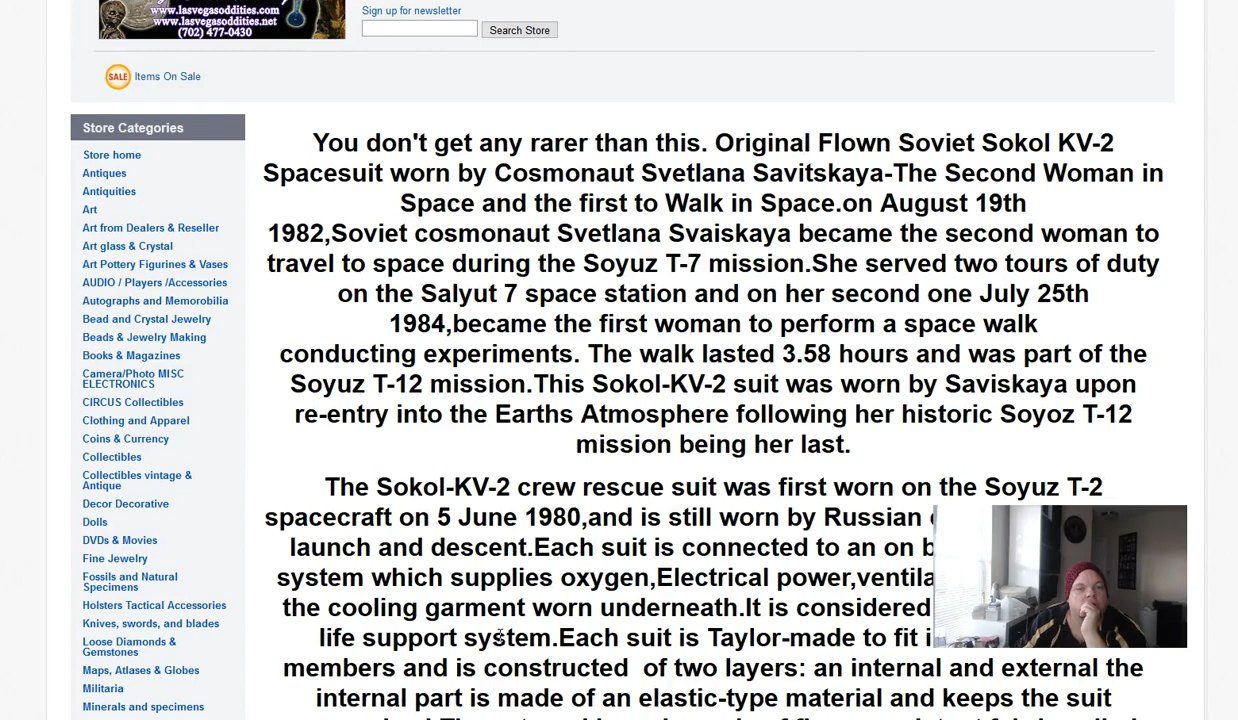 www.lasvegasoddities.com
www.lasvegasoddities.net
(702) 477-0430
Sign up for newsletter
Search Store
SALE Items On Sale
Store Categories
Store home
Antiques
Antiquities
Art
Art from Dealers & Reseller
Art glass & Crystal
Art Pottery Figurines & Vases
AUDIO / Players /Accessories
Autographs and Memorobilia
Bead and Crystal Jewelry
Beads & Jewelry Making
Books & Magazines
Camera/Photo MISC
ELECTRONICS
CIRCUS Collectibles
Clothing and Apparel
Coins & Currency
Collectibles
Collectibles vintage &
Antique
Decor Decorative
Dolls
DVDs & Movies
Fine Jewelry
Fossils and Natural
Specimens
Holsters Tactical Accessories
Knives, swords, and blades
Loose Diamonds &
Gemstones
Maps, Atlases & Globes
Militaria
Minerals and specimens
You don't get any rarer than this. Original Flown Soviet Sokol KV-2
Spacesuit worn by Cosmonaut Svetlana Savitskaya-The Second Woman in
Space and the first to Walk in Space.on August 19th
1982,Soviet cosmonaut Svetlana Svaiskaya became the second woman to
travel to space during the Soyuz T-7 mission.She served two tours of duty
on the Salyut 7 space station and on her second one July 25th
1984,became the first woman to perform a space walk
conducting experiments. The walk lasted 3.58 hours and was part of the
Soyuz T-12 mission.This Sokol-KV-2 suit was worn by Saviskaya upon
re-entry into the Earths Atmosphere following her historic Soyoz T-12
mission being her last.
The Sokol-KV-2 crew rescue suit was first worn on the Soyuz T-2
spacecraft on 5 June 1980,and is still worn by Russian
launch and descent.Each suit is connected to an on
system which supplies oxygen,Electrical power,
the cooling garment worn underneath.It is considered
life support system.Each suit is Taylor-made to fit
members and is constructed of two layers: an internal and external the
internal part is made of an elastic-type material and keeps the suit